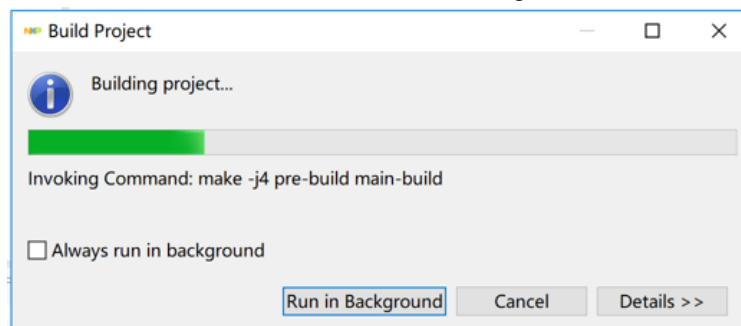 NXP Build Project
Building project...
Invoking Command: make -j4 pre-build main-build
Always run in background
Run in Background Cancel Details >>